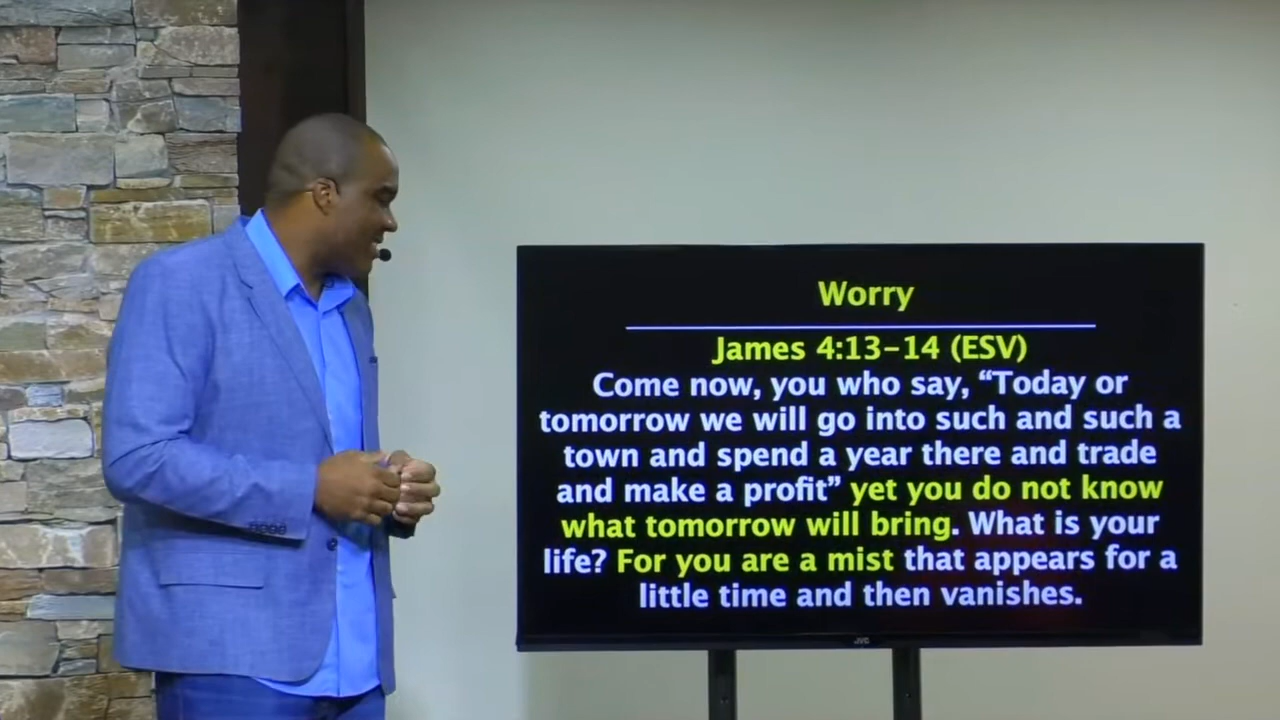 Worry
James 4:13-14 (ESV)
Come now, you who say, “Today or
tomorrow we will go into such and such a
town and spend a year there and trade
and make a profit” yet you do not know
what tomorrow will bring. What is your
life? For you are a mist that appears for a
little time and then vanishes.
JVC